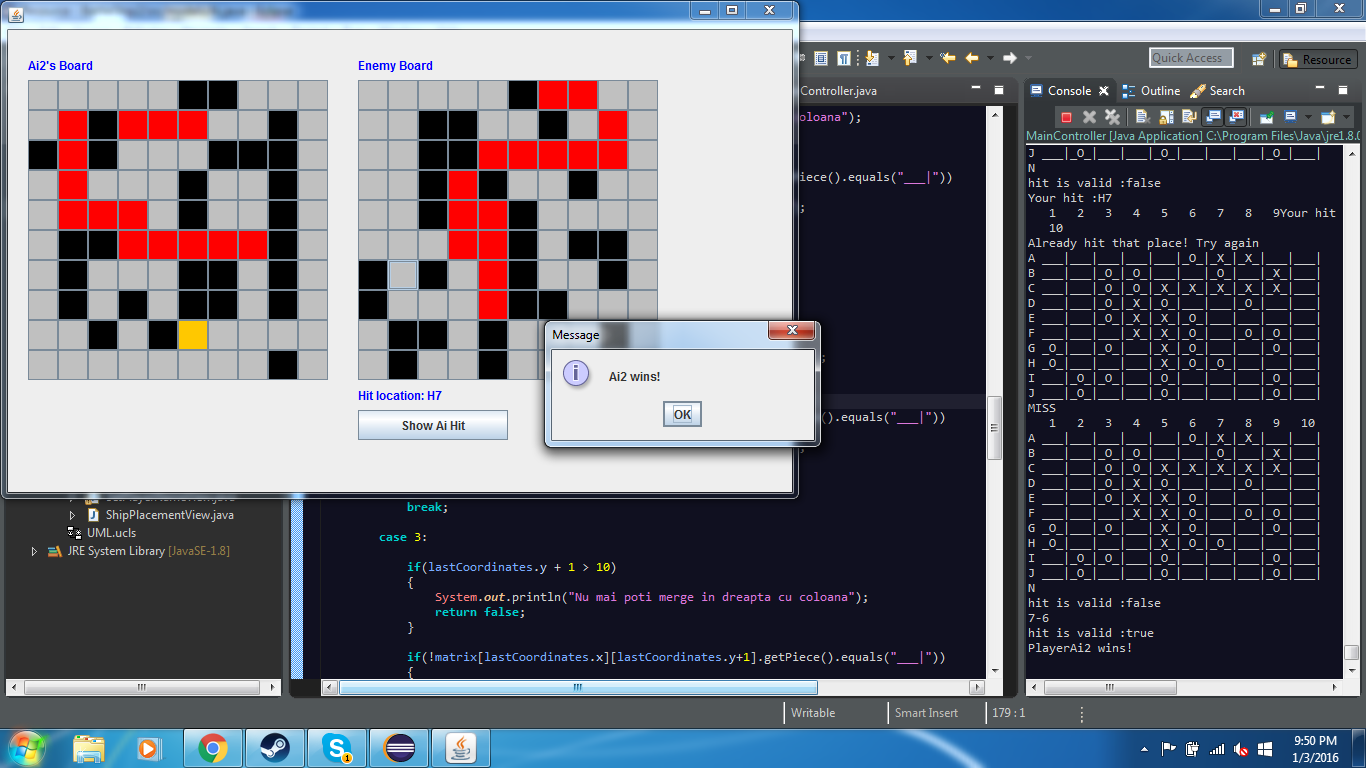 Ai2's Board
Enemy Board
Hit location: H7
Show Ai Hit
Message
Ai2 wins!
OK
Quick Access
Resource
Controller.java
oloana");
iece().equals("___|"))
;
().equals("___|"))
;
break;
case 3:
if(lastCoordinates.y + 1 > 10)
{
System.out.println("Nu mai poti merge in dreapta cu coloana");
return false;
}
if(!matrix[lastCoordinates.x][lastCoordinates.y+1].getPiece().equals("___|"))
{
ShipPlacementView.java
UML.ucls
JRE System Library [JavaSE-1.8]
Console
Outline
Search
MainController [Java Application] C:\Program Files\Java\jre1.8.0
J ___|_O_|___|___|_O_|___|___|___|_O_|___|
N
hit is valid :false
Your hit :H7
1 2 3 4 5 6 7 8 9Your hit
10
Already hit that place! Try again
A ___|___|___|___|___|_O_|_X_|_X_|___|___|
B ___|___|_O_|_O_|___|___|_O_|___|_X_|___|
C ___|___|_O_|_O_|_X_|_X_|_X_|_X_|_X_|___|
D ___|___|_O_|_X_|_O_|___|___|_O_|___|___|
E ___|___|_O_|_X_|_X_|_O_|___|___|___|___|
F ___|___|___|_X_|_X_|_O_|___|_O_|_O_|___|
G _O_|___|_O_|___|_X_|_O_|___|___|_O_|___|
H _O_|___|___|___|_X_|_O_|_O_|___|___|___|
I ___|_O_|_O_|___|_O_|___|___|___|_O_|___|
J ___|_O_|___|___|_O_|___|___|___|_O_|___|
MISS
1 2 3 4 5 6 7 8 9 10
A ___|___|___|___|___|_O_|_X_|_X_|___|___|
B ___|___|_O_|_O_|___|___|_O_|___|_X_|___|
C ___|___|_O_|_O_|_X_|_X_|_X_|_X_|_X_|___|
D ___|___|_O_|_X_|_O_|___|___|_O_|___|___|
E ___|___|_O_|_X_|_X_|_O_|___|___|___|___|
F ___|___|___|_X_|_X_|_O_|___|_O_|_O_|___|
G _O_|___|_O_|___|_X_|_O_|___|___|_O_|___|
H _O_|___|___|___|_X_|_O_|_O_|___|___|___|
I ___|_O_|_O_|___|_O_|___|___|___|_O_|___|
J ___|_O_|___|___|_O_|___|___|___|_O_|___|
N
hit is valid :false
7-6
hit is valid :true
PlayerAi2 wins!
Writable
Smart Insert
179 : 1
1
9:50 PM
1/3/2016